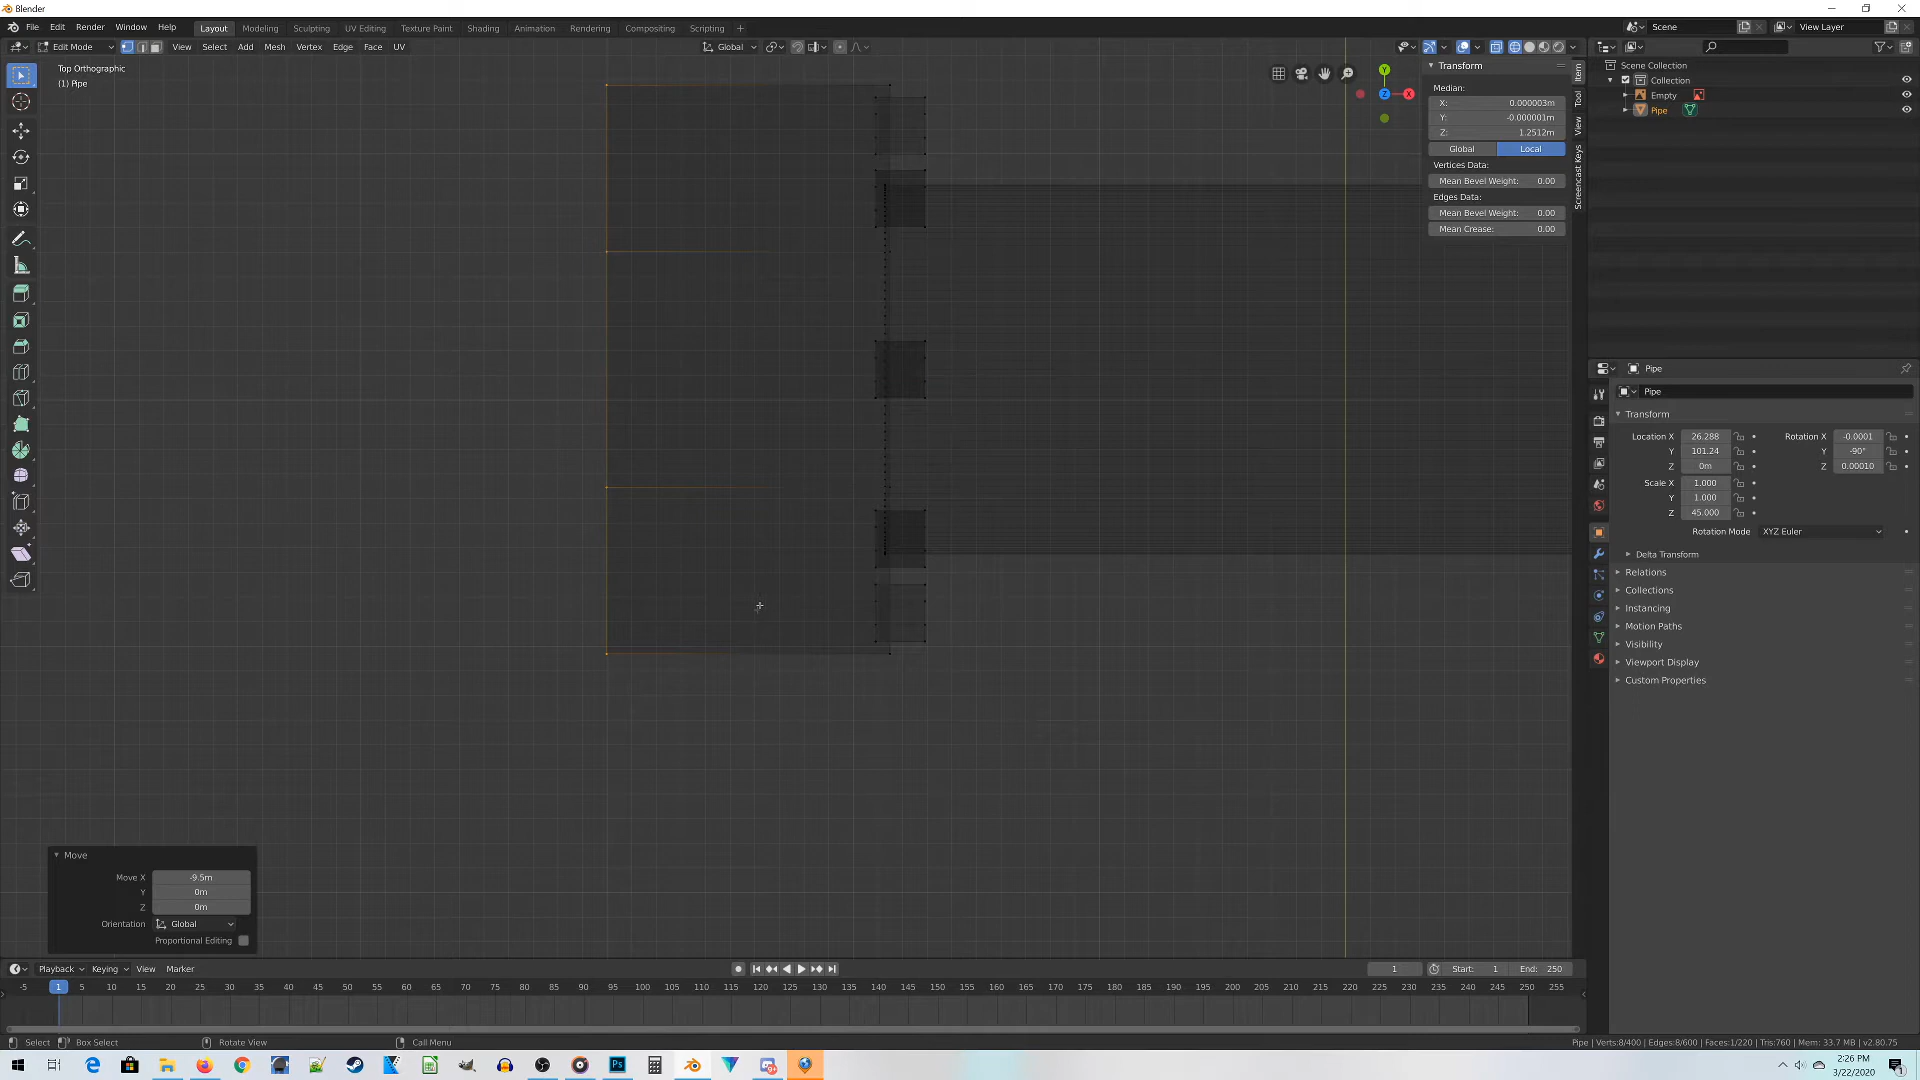 Blender
File Edit Render Window Help Layout Modeling Sculpting UV Editing Texture Paint Shading Animation Rendering Compositing Scripting + Scene View Layer
Edit Mode View Select Add Mesh Vertex Edge Face UV Global
Top Orthographic
(1) Pipe
Y
Z
X
Transform
Median:
X: 0.000003m
Y: -0.000001m
Z: 1.2512m
Global Local
Vertices Data:
Mean Bevel Weight: 0.00
Edges Data:
Mean Bevel Weight: 0.00
Mean Crease: 0.00
Item
Tool
View
Screencast Keys
Scene Collection
Collection
Empty
Pipe
Pipe
Pipe
Transform
Location X 26.288 Rotation X -0.0001
Y 101.24 Y -90°
Z 0m Z 0.00010
Scale X 1.000
Y 1.000
Z 45.000
Rotation Mode XYZ Euler
Delta Transform
Relations
Collections
Instancing
Motion Paths
Visibility
Viewport Display
Custom Properties
Move
Move X -9.5m
Y 0m
Z 0m
Orientation Global
Proportional Editing
Playback Keying View Marker 1 Start: 1 End: 250
-5 1 5 10 15 20 25 30 35 40 45 50 55 60 65 70 75 80 85 90 95 100 105 110 115 120 125 130 135 140 145 150 155 160 165 170 175 180 185 190 195 200 205 210 215 220 225 230 235 240 245 250 255
Select Box Select Rotate View Call Menu Pipe | Verts:8/400 | Edges:8/600 | Faces:1/220 | Tris:760 | Mem: 33.7 MB | v2.80.75
Ps
2:26 PM
3/22/2020